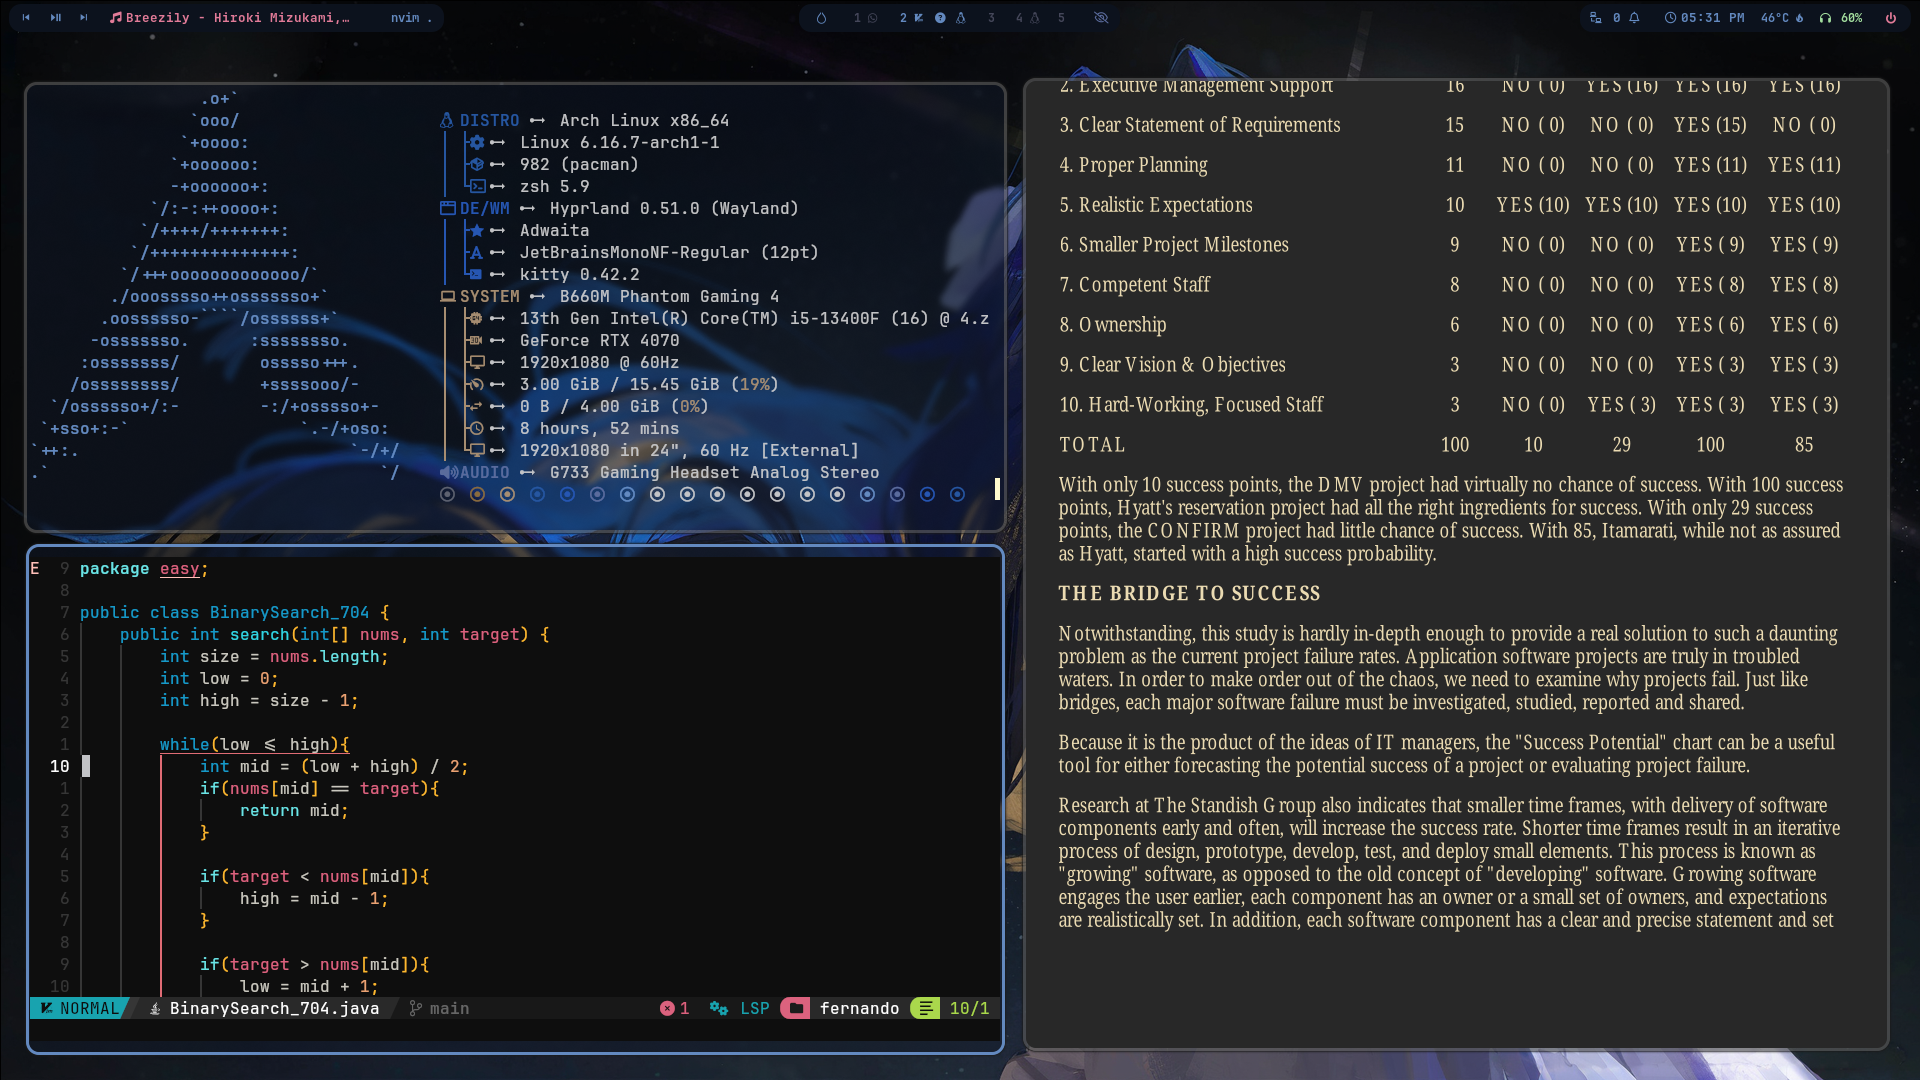 Breezily - Hiroki Mizukami,… nvim . 1 2 3 4 5 0 05:31 PM 46°C 60%
.o+`
`ooo/
`+oooo:
`+oooooo:
-+oooooo+:
`/:-:++oooo+:
`/++++/+++++++:
`/++++++++++++++:
`/+++ooooooooooooo/`
./ooosssso++osssssso+`
.oossssso-````/ossssss+`
-osssssso. :ssssssso.
:osssssss/ osssso+++.
/ossssssss/ +ssssooo/-
`/ossssso+/:- -:/+osssso+-
`+sso+:-` `.-/+oso:
`++:. `-/+/
.` `/
DISTRO Arch Linux x86_64
Linux 6.16.7-arch1-1
982 (pacman)
zsh 5.9
DE/WM Hyprland 0.51.0 (Wayland)
Adwaita
JetBrainsMonoNF-Regular (12pt)
kitty 0.42.2
SYSTEM B660M Phantom Gaming 4
13th Gen Intel(R) Core(TM) i5-13400F (16) @ 4.z
GeForce RTX 4070
1920x1080 @ 60Hz
3.00 GiB / 15.45 GiB (19%)
0 B / 4.00 GiB (0%)
8 hours, 52 mins
1920x1080 in 24", 60 Hz [External]
AUDIO G733 Gaming Headset Analog Stereo
E 9 package easy;
8
7 public class BinarySearch_704 {
6 public int search(int[] nums, int target) {
5 int size = nums.length;
4 int low = 0;
3 int high = size - 1;
2
1 while(low <= high){
10 int mid = (low + high) / 2;
1 if(nums[mid] == target){
2 return mid;
3 }
4
5 if(target < nums[mid]){
6 high = mid - 1;
7 }
8
9 if(target > nums[mid]){
10 low = mid + 1;
NORMAL BinarySearch_704.java main 1 LSP fernando 10/1
2. Executive Management Support 16 NO ( 0) YES (16) YES (16) YES (16)
3. Clear Statement of Requirements 15 NO ( 0) NO ( 0) YES (15) NO ( 0)
4. Proper Planning 11 NO ( 0) NO ( 0) YES (11) YES (11)
5. Realistic Expectations 10 YES (10) YES (10) YES (10) YES (10)
6. Smaller Project Milestones 9 NO ( 0) NO ( 0) YES ( 9) YES ( 9)
7. Competent Staff 8 NO ( 0) NO ( 0) YES ( 8) YES ( 8)
8. Ownership 6 NO ( 0) NO ( 0) YES ( 6) YES ( 6)
9. Clear Vision & Objectives 3 NO ( 0) NO ( 0) YES ( 3) YES ( 3)
10. Hard-Working, Focused Staff 3 NO ( 0) YES ( 3) YES ( 3) YES ( 3)
TOTAL 100 10 29 100 85
With only 10 success points, the DMV project had virtually no chance of success. With 100 success
points, Hyatt's reservation project had all the right ingredients for success. With only 29 success
points, the CONFIRM project had little chance of success. With 85, Itamarati, while not as assured
as Hyatt, started with a high success probability.
THE BRIDGE TO SUCCESS
Notwithstanding, this study is hardly in-depth enough to provide a real solution to such a daunting
problem as the current project failure rates. Application software projects are truly in troubled
waters. In order to make order out of the chaos, we need to examine why projects fail. Just like
bridges, each major software failure must be investigated, studied, reported and shared.
Because it is the product of the ideas of IT managers, the "Success Potential" chart can be a useful
tool for either forecasting the potential success of a project or evaluating project failure.
Research at The Standish Group also indicates that smaller time frames, with delivery of software
components early and often, will increase the success rate. Shorter time frames result in an iterative
process of design, prototype, develop, test, and deploy small elements. This process is known as
"growing" software, as opposed to the old concept of "developing" software. Growing software
engages the user earlier, each component has an owner or a small set of owners, and expectations
are realistically set. In addition, each software component has a clear and precise statement and set